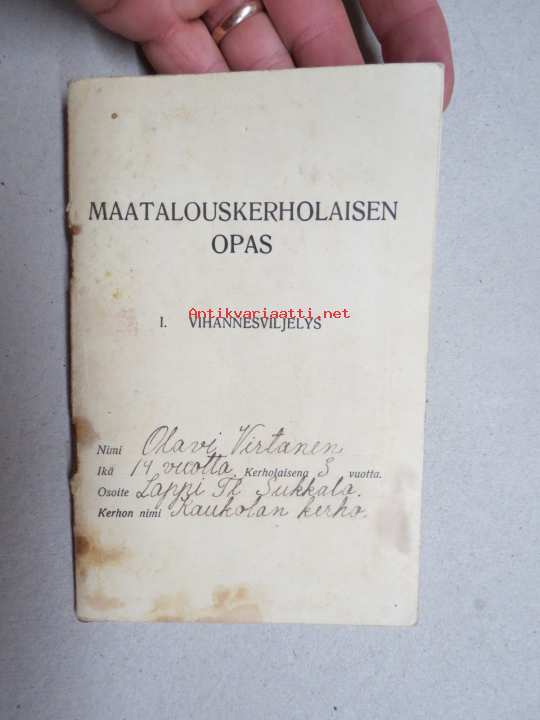 MAATALOUSKERHOLAISEN
OPAS
Antikvariaatti.net
I. VIHANNESVILJELYS
Nimi Olavi Virtanen
Ikä 14 vuotta Kerholaisena 3 vuotta.
Osoite Lappi Tl Sukkala.
Kerhon nimi Kaukolan kerho.